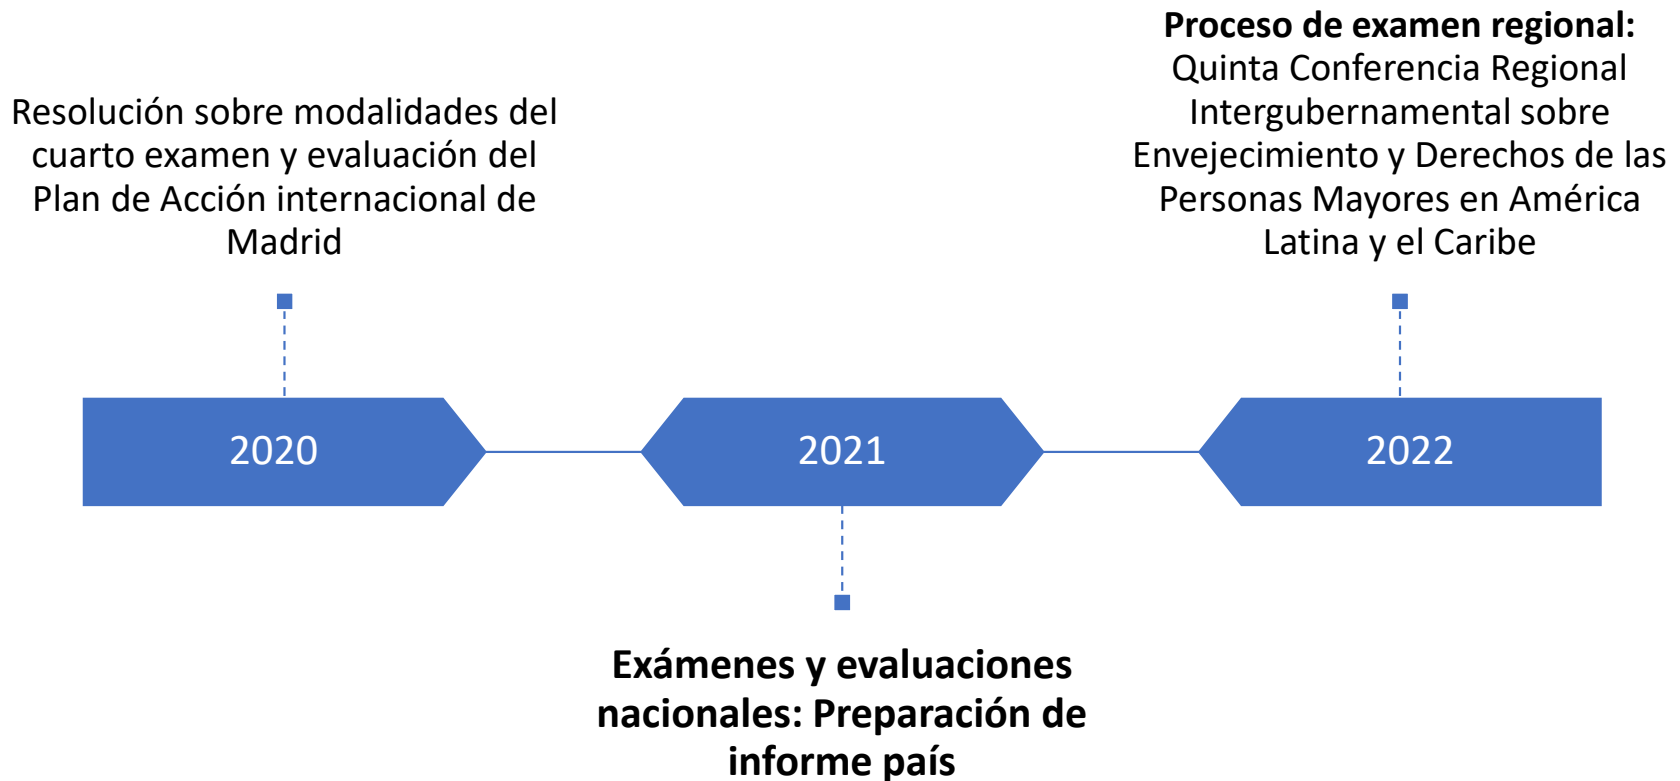 Resolución sobre modalidades del
cuarto examen y evaluación del
Plan de Acción internacional de
Madrid
Proceso de examen regional:
Quinta Conferencia Regional
Intergubernamental sobre
Envejecimiento y Derechos de las
Personas Mayores en América
Latina y el Caribe
2020
2021
2022
Exámenes y evaluaciones
nacionales: Preparación de
informe país